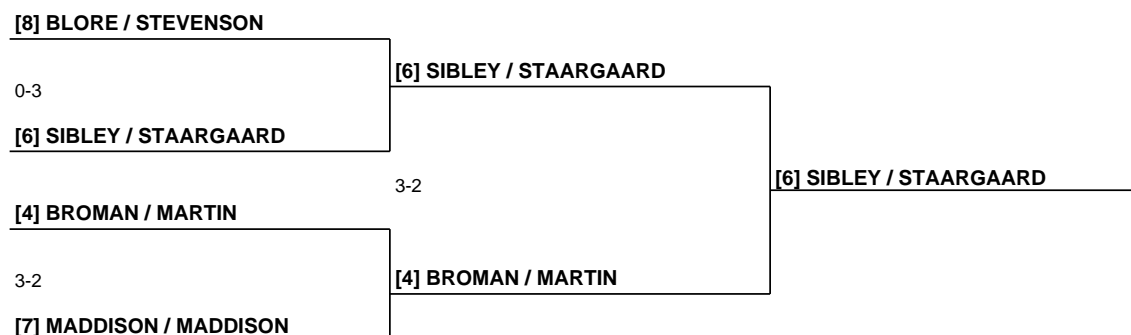 [8] BLORE / STEVENSON
[6] SIBLEY / STAARGAARD
0-3
[6] SIBLEY / STAARGAARD
3-2
[6] SIBLEY / STAARGAARD
[4] BROMAN / MARTIN
3-2
[4] BROMAN / MARTIN
[7] MADDISON / MADDISON